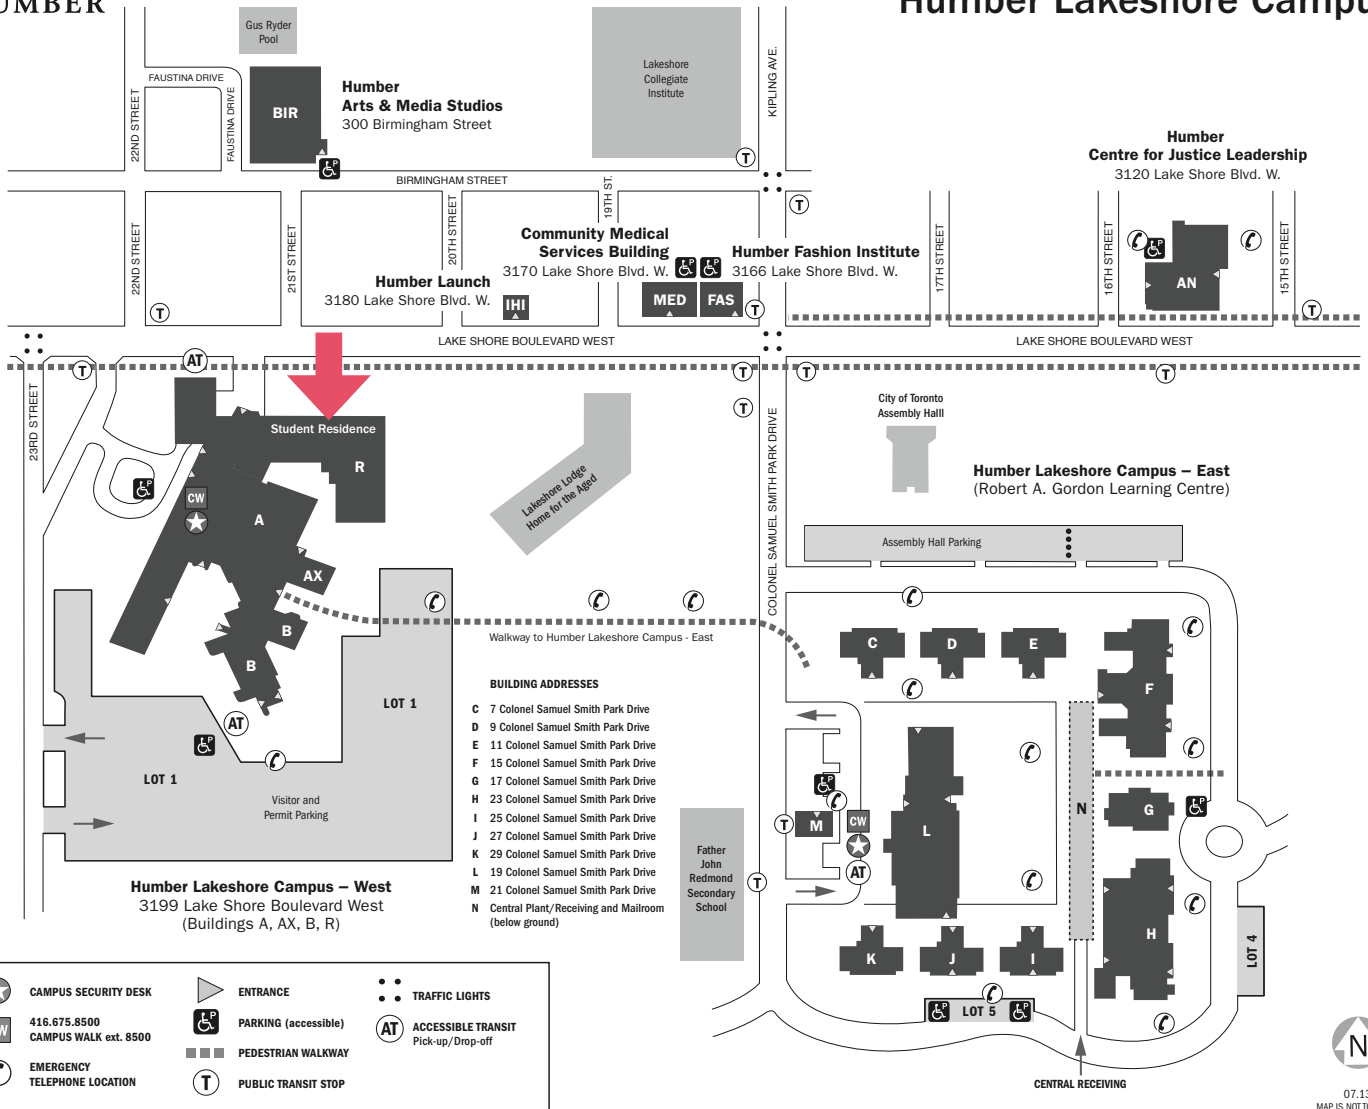 HUMBER
Humber Lakeshore Campus
Gus Ryder
Pool
FAUSTINA DRIVE
FAUSTINA DRIVE
22ND STREET
BIR
Humber
Arts & Media Studios
300 Birmingham Street
P
Lakeshore
Collegiate
Institute
KIPLING AVE.
T
Humber
Centre for Justice Leadership
3120 Lake Shore Blvd. W.
BIRMINGHAM STREET
22ND STREET
21ST STREET
20TH STREET
19TH ST.
17TH STREET
16TH STREET
15TH STREET
T
T
Community Medical
Services Building
3170 Lake Shore Blvd. W.
P
P
Humber Fashion Institute
3166 Lake Shore Blvd. W.
Humber Launch
3180 Lake Shore Blvd. W.
IHI
MED
FAS
T
P
AN
T
LAKE SHORE BOULEVARD WEST
LAKE SHORE BOULEVARD WEST
23RD STREET
T
AT
T
T
T
T
Student Residence
R
P
CW
A
AX
B
B
Lakeshore Lodge
Home for the Aged
COLONEL SAMUEL SMITH PARK DRIVE
City of Toronto
Assembly Halll
Humber Lakeshore Campus – East
(Robert A. Gordon Learning Centre)
Assembly Hall Parking
Walkway to Humber Lakeshore Campus - East
C
D
E
F
BUILDING ADDRESSES
C 7 Colonel Samuel Smith Park Drive
D 9 Colonel Samuel Smith Park Drive
E 11 Colonel Samuel Smith Park Drive
F 15 Colonel Samuel Smith Park Drive
G 17 Colonel Samuel Smith Park Drive
H 23 Colonel Samuel Smith Park Drive
I 25 Colonel Samuel Smith Park Drive
J 27 Colonel Samuel Smith Park Drive
K 29 Colonel Samuel Smith Park Drive
L 19 Colonel Samuel Smith Park Drive
M 21 Colonel Samuel Smith Park Drive
N Central Plant/Receiving and Mailroom
(below ground)
LOT 1
AT
P
LOT 1
Visitor and
Permit Parking
P
T
M
CW
AT
L
N
G
P
Father
John
Redmond
Secondary
School
T
H
LOT 4
K
J
I
P
LOT 5
P
CENTRAL RECEIVING
Humber Lakeshore Campus – West
3199 Lake Shore Boulevard West
(Buildings A, AX, B, R)
CAMPUS SECURITY DESK
CW
416.675.8500
CAMPUS WALK ext. 8500
EMERGENCY
TELEPHONE LOCATION
ENTRANCE
P
PARKING (accessible)
PEDESTRIAN WALKWAY
T
PUBLIC TRANSIT STOP
TRAFFIC LIGHTS
AT
ACCESSIBLE TRANSIT
Pick-up/Drop-off
N
07.13
MAP IS NOT